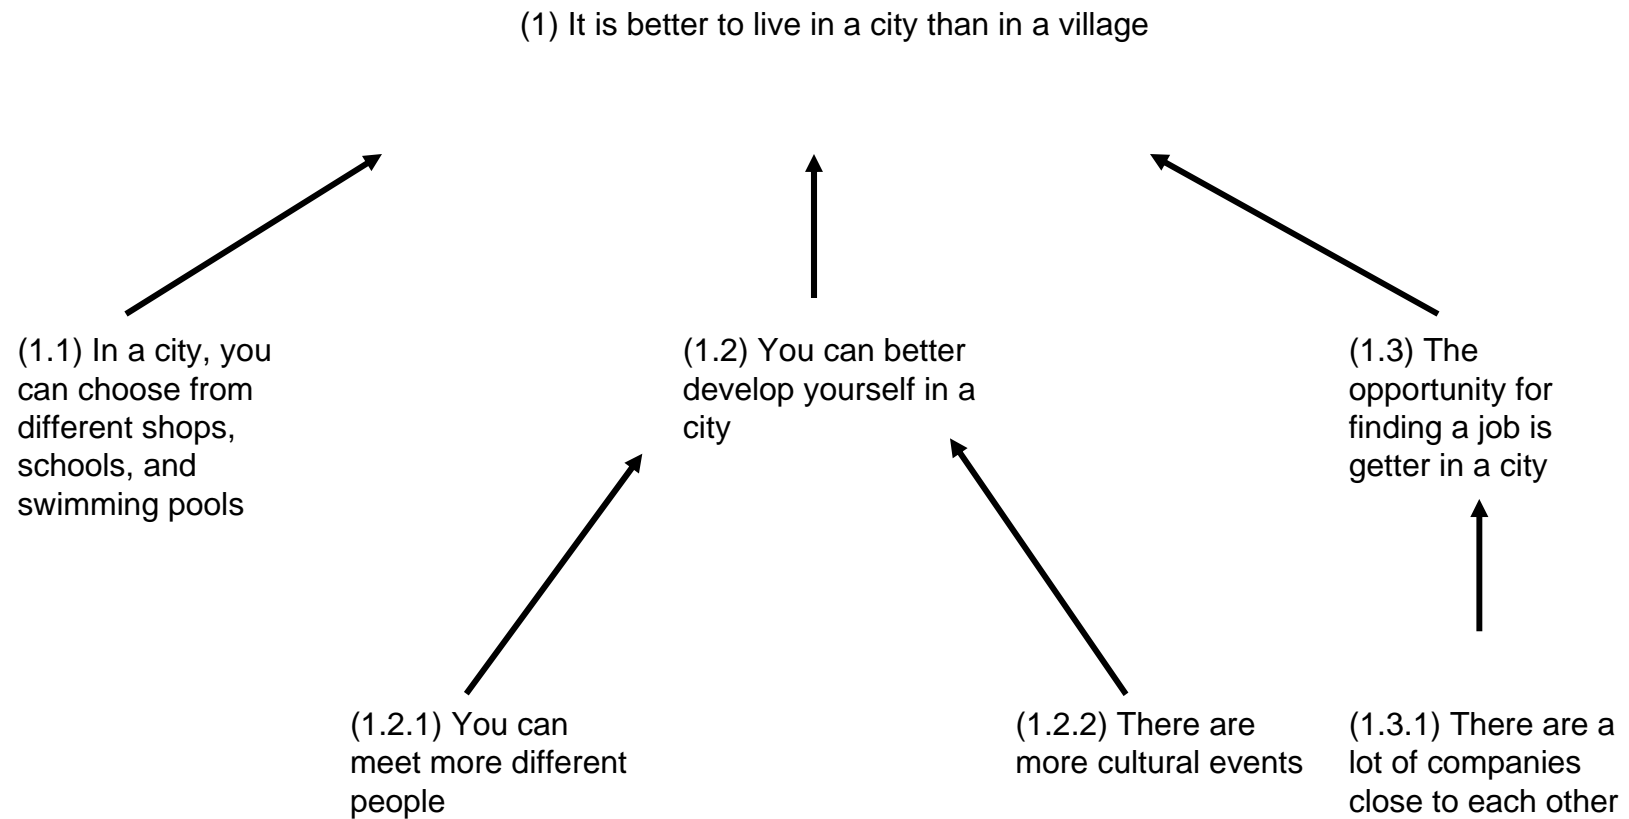 (1) It is better to live in a city than in a village
(1.1) In a city, you
can choose from
different shops,
schools, and
swimming pools
(1.2) You can better
develop yourself in a
city
(1.3) The
opportunity for
finding a job is
getter in a city
(1.2.1) You can
meet more different
people
(1.2.2) There are
more cultural events
(1.3.1) There are a
lot of companies
close to each other